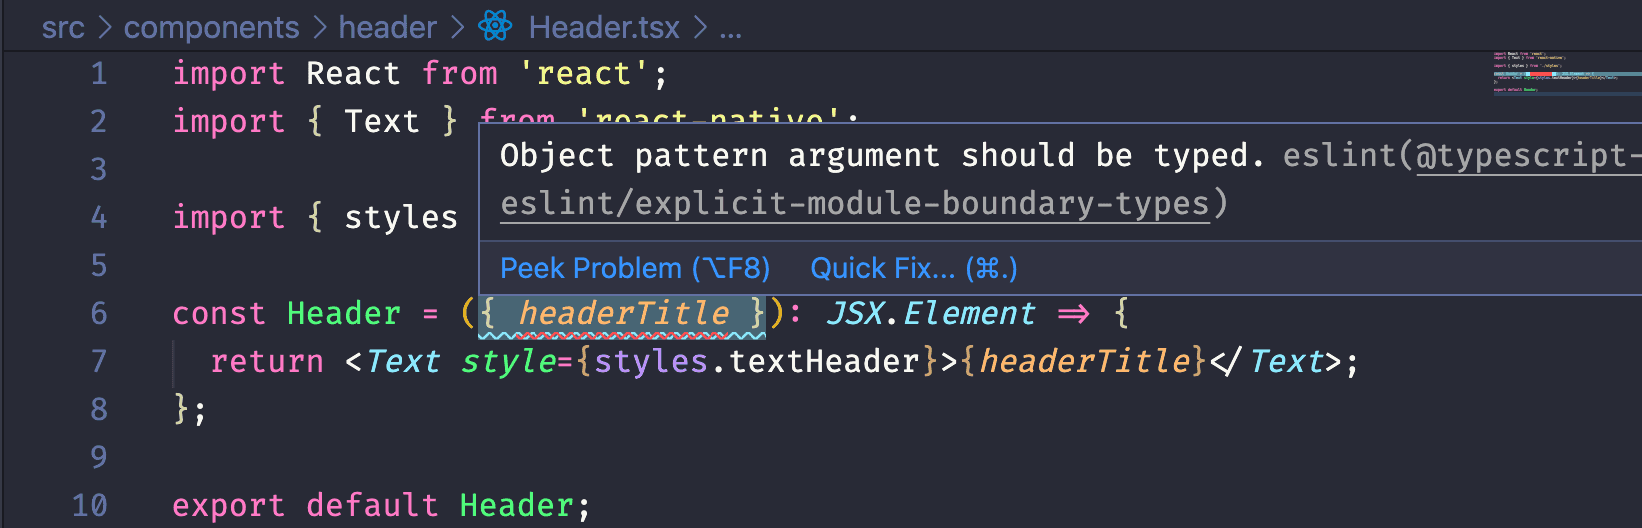 src > components > header > Header.tsx > ...
1 import React from 'react';
2 import { Text } from 'react-native';
Object pattern argument should be typed. eslint(@typescript-
eslint/explicit-module-boundary-types)
Peek Problem (⌥F8) Quick Fix... (⌘.)
3
4 import { styles
5
6 const Header = ({ headerTitle }): JSX.Element => {
7 return <Text style={styles.textHeader}>{headerTitle}</Text>;
8 };
9
10 export default Header;